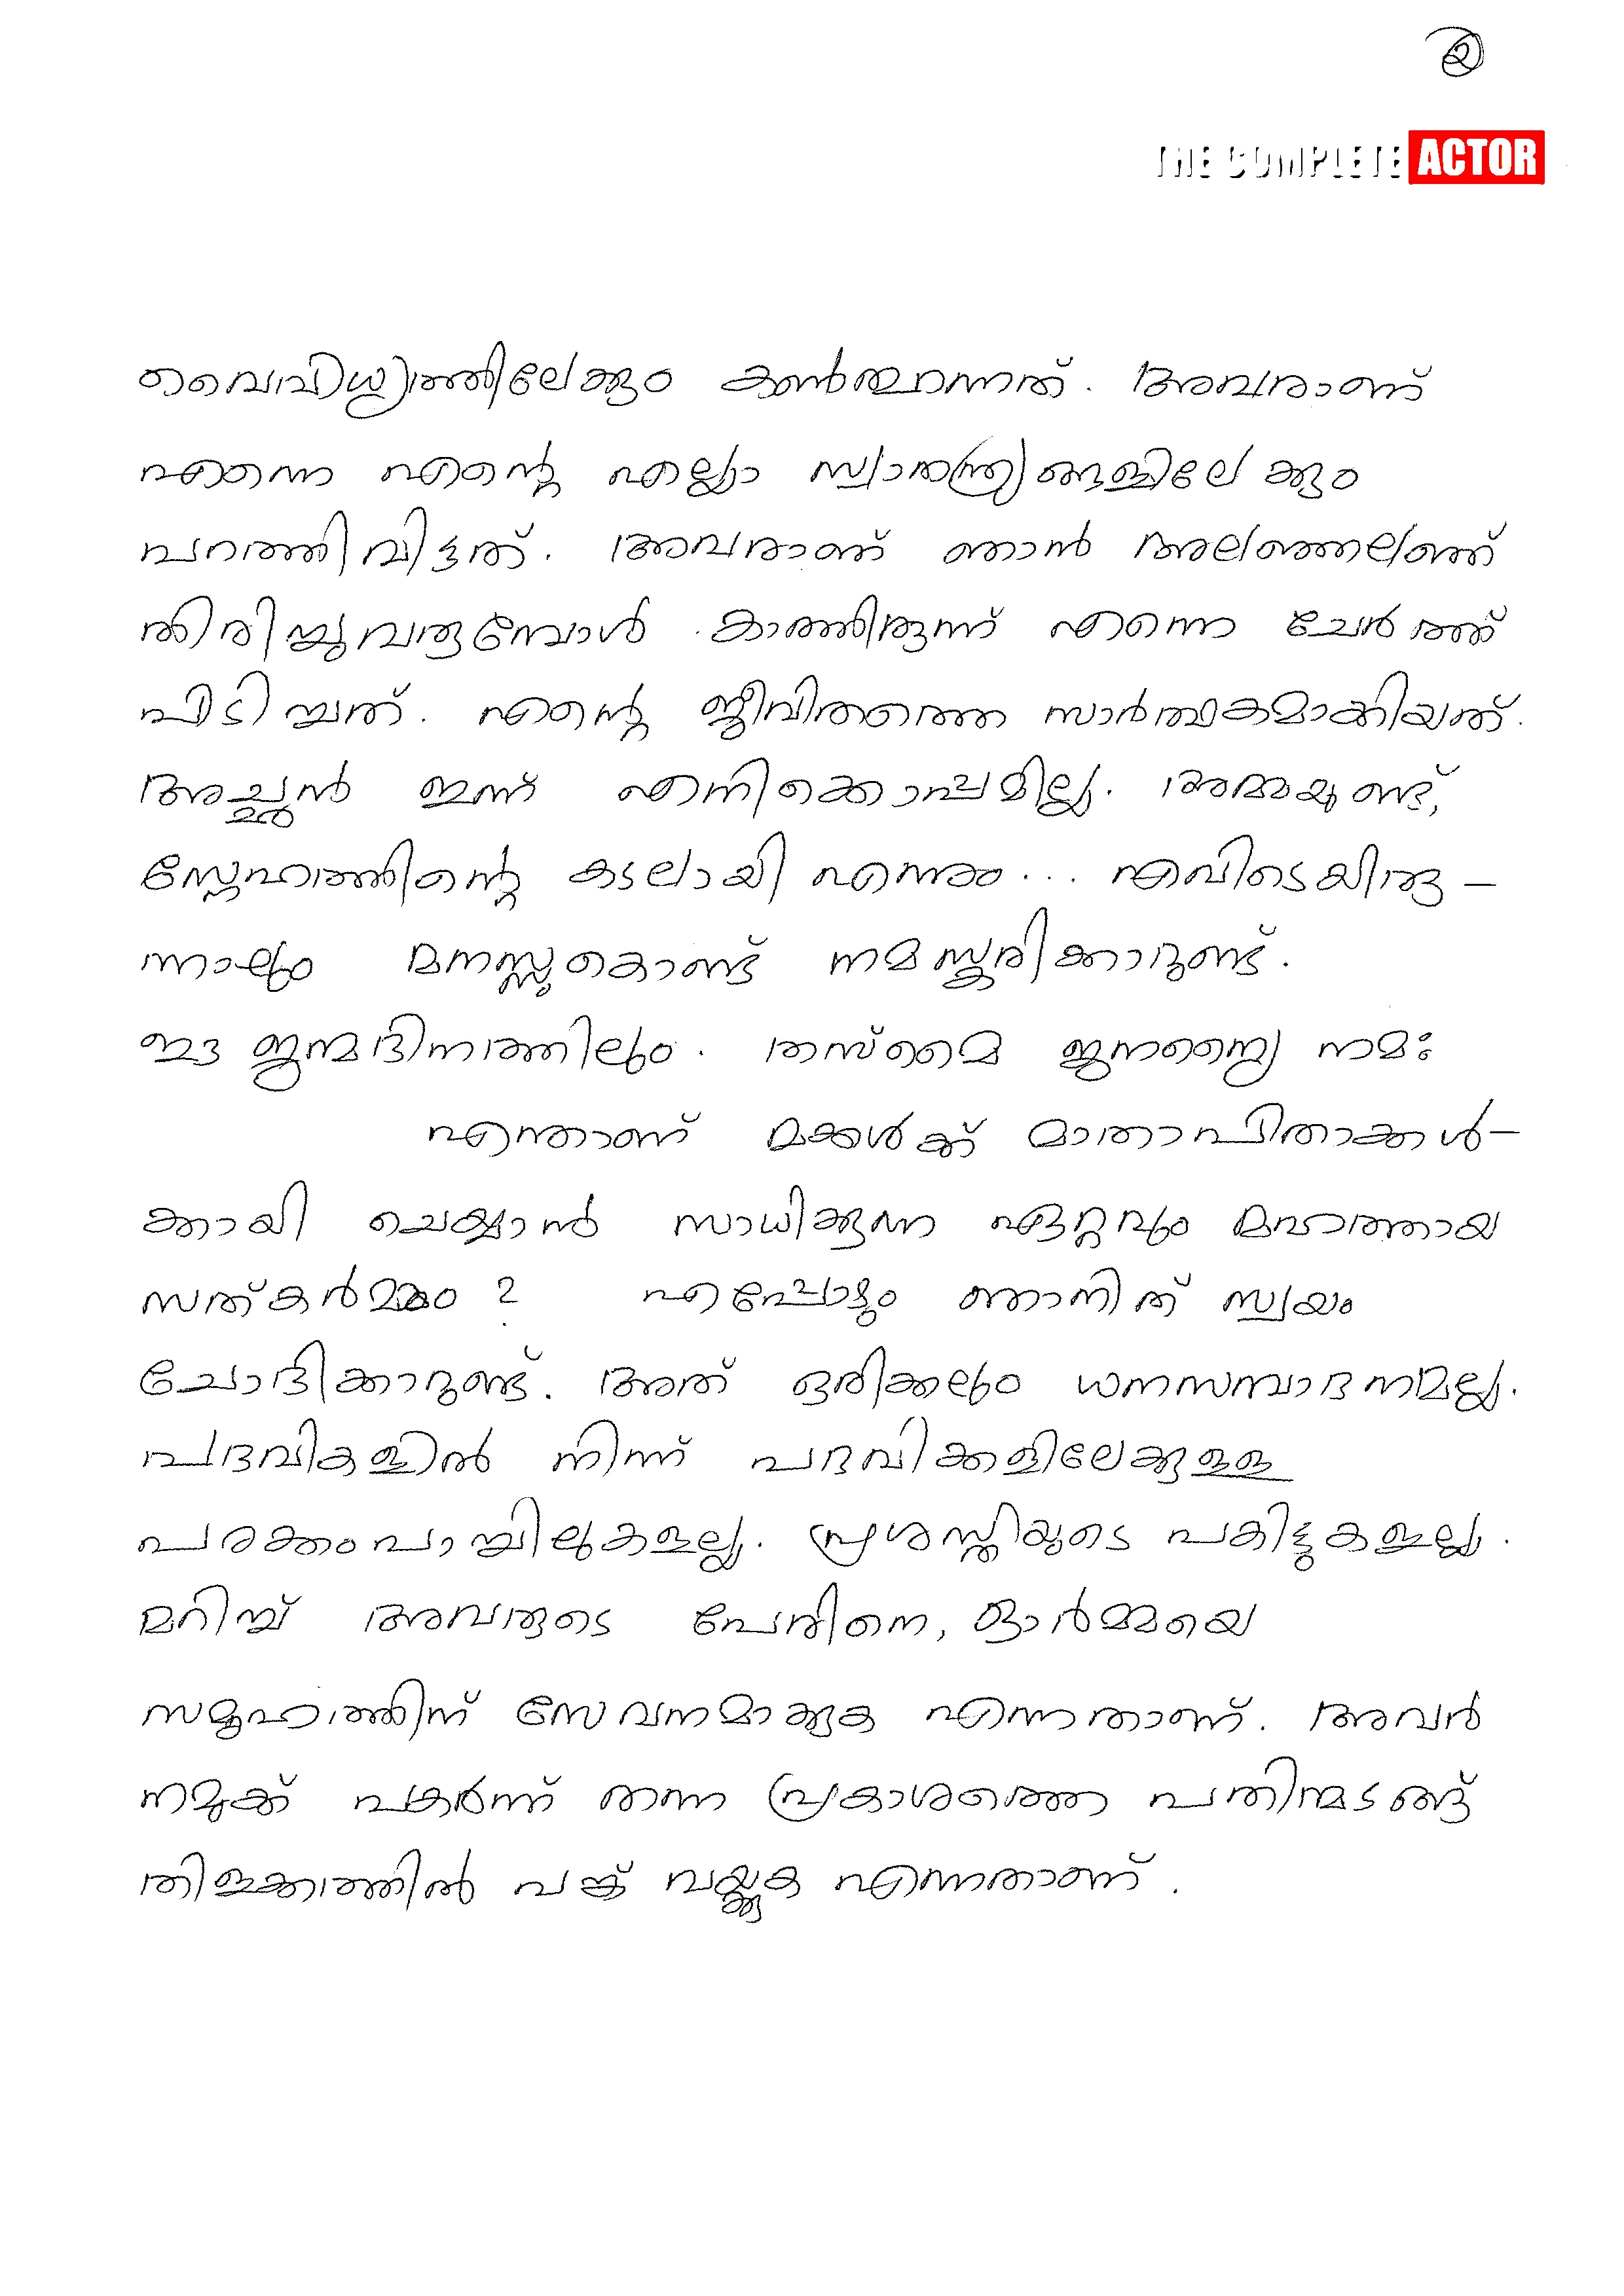 ②
THE COMPLETE ACTOR
വൈവിധ്യത്തിലേക്കും കൺതുറന്നത്. അവരാണ്
എന്നെ എന്റെ എല്ലാ സ്വാതന്ത്ര്യങ്ങളിലേക്കും
പറത്തിവിട്ടത്. അവരാണ് ഞാൻ അലഞ്ഞലഞ്ഞ്
തിരിച്ചുവരുമ്പോൾ കാത്തിരുന്ന് എന്നെ ചേർത്ത്
പിടിച്ചത്. എന്റെ ജീവിതത്തെ സാർത്ഥകമാക്കിയത്.
അച്ഛൻ ഇന്ന് എനിക്കൊപ്പമില്ല. അമ്മയുണ്ട്,
സ്നേഹത്തിന്റെ കടലായി എന്നും... എവിടെയിരു–
ന്നാലും മനസ്സുകൊണ്ട് നമസ്കരിക്കാറുണ്ട്.
ഈ ജന്മദിനത്തിലും. തസ്മൈ ജനന്യൈ നമഃ
എന്താണ് മക്കൾക്ക് മാതാപിതാക്കൾ–
ക്കായി ചെയ്യാൻ സാധിക്കുന്ന ഏറ്റവും മഹത്തായ
സത്കർമ്മം? എപ്പോഴും ഞാനിത് സ്വയം
ചോദിക്കാറുണ്ട്. അത് ഒരിക്കലും ധനസമ്പാദനമല്ല.
പദവികളിൽ നിന്ന് പദവിക്കളിലേക്കുള്ള
പരക്കംപാച്ചിലുകളല്ല. പ്രശസ്തിയുടെ പകിട്ടുകളല്ല.
മറിച്ച് അവരുടെ പേരിനെ, ഓർമ്മയെ
സമൂഹത്തിന് സേവനമാക്കുക എന്നതാണ്. അവർ
നമുക്ക് പകർന്ന് തന്ന പ്രകാശത്തെ പതിന്മടങ്ങ്
തിളക്കത്തിൽ പങ്ക് വയ്ക്കുക എന്നതാണ്.